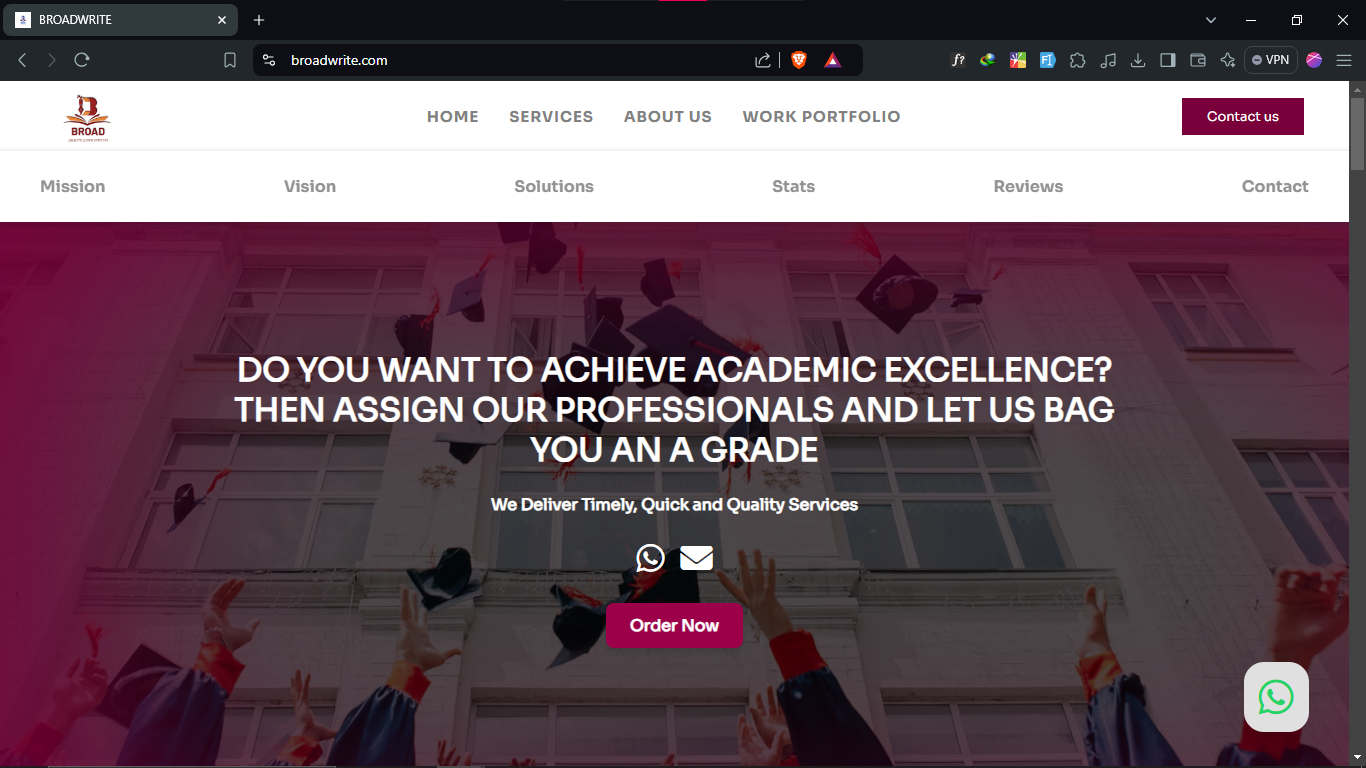 BROADWRITE
broadwrite.com
VPN
BROAD
HOME SERVICES ABOUT US WORK PORTFOLIO
Contact us
Mission Vision Solutions Stats Reviews Contact
DO YOU WANT TO ACHIEVE ACADEMIC EXCELLENCE?
THEN ASSIGN OUR PROFESSIONALS AND LET US BAG
YOU AN A GRADE
We Deliver Timely, Quick and Quality Services
Order Now